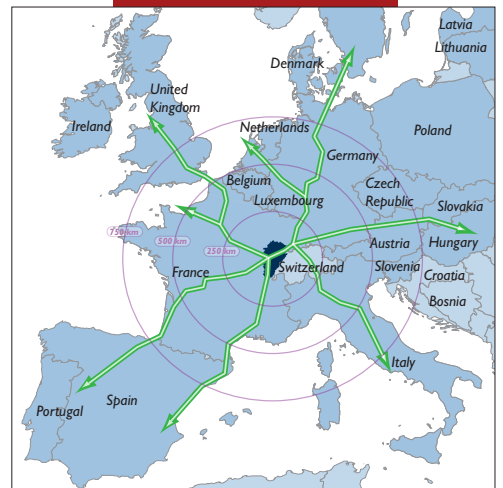 Latvia
Lithuania
Denmark
United
Kingdom
Ireland
Netherlands
Poland
Germany
Belgium
Czech
Republic
Luxembourg
Slovakia
750 km
500 km
250 km
Austria
Hungary
France
Switzerland
Slovenia
Croatia
Bosnia
Italy
Spain
Portugal